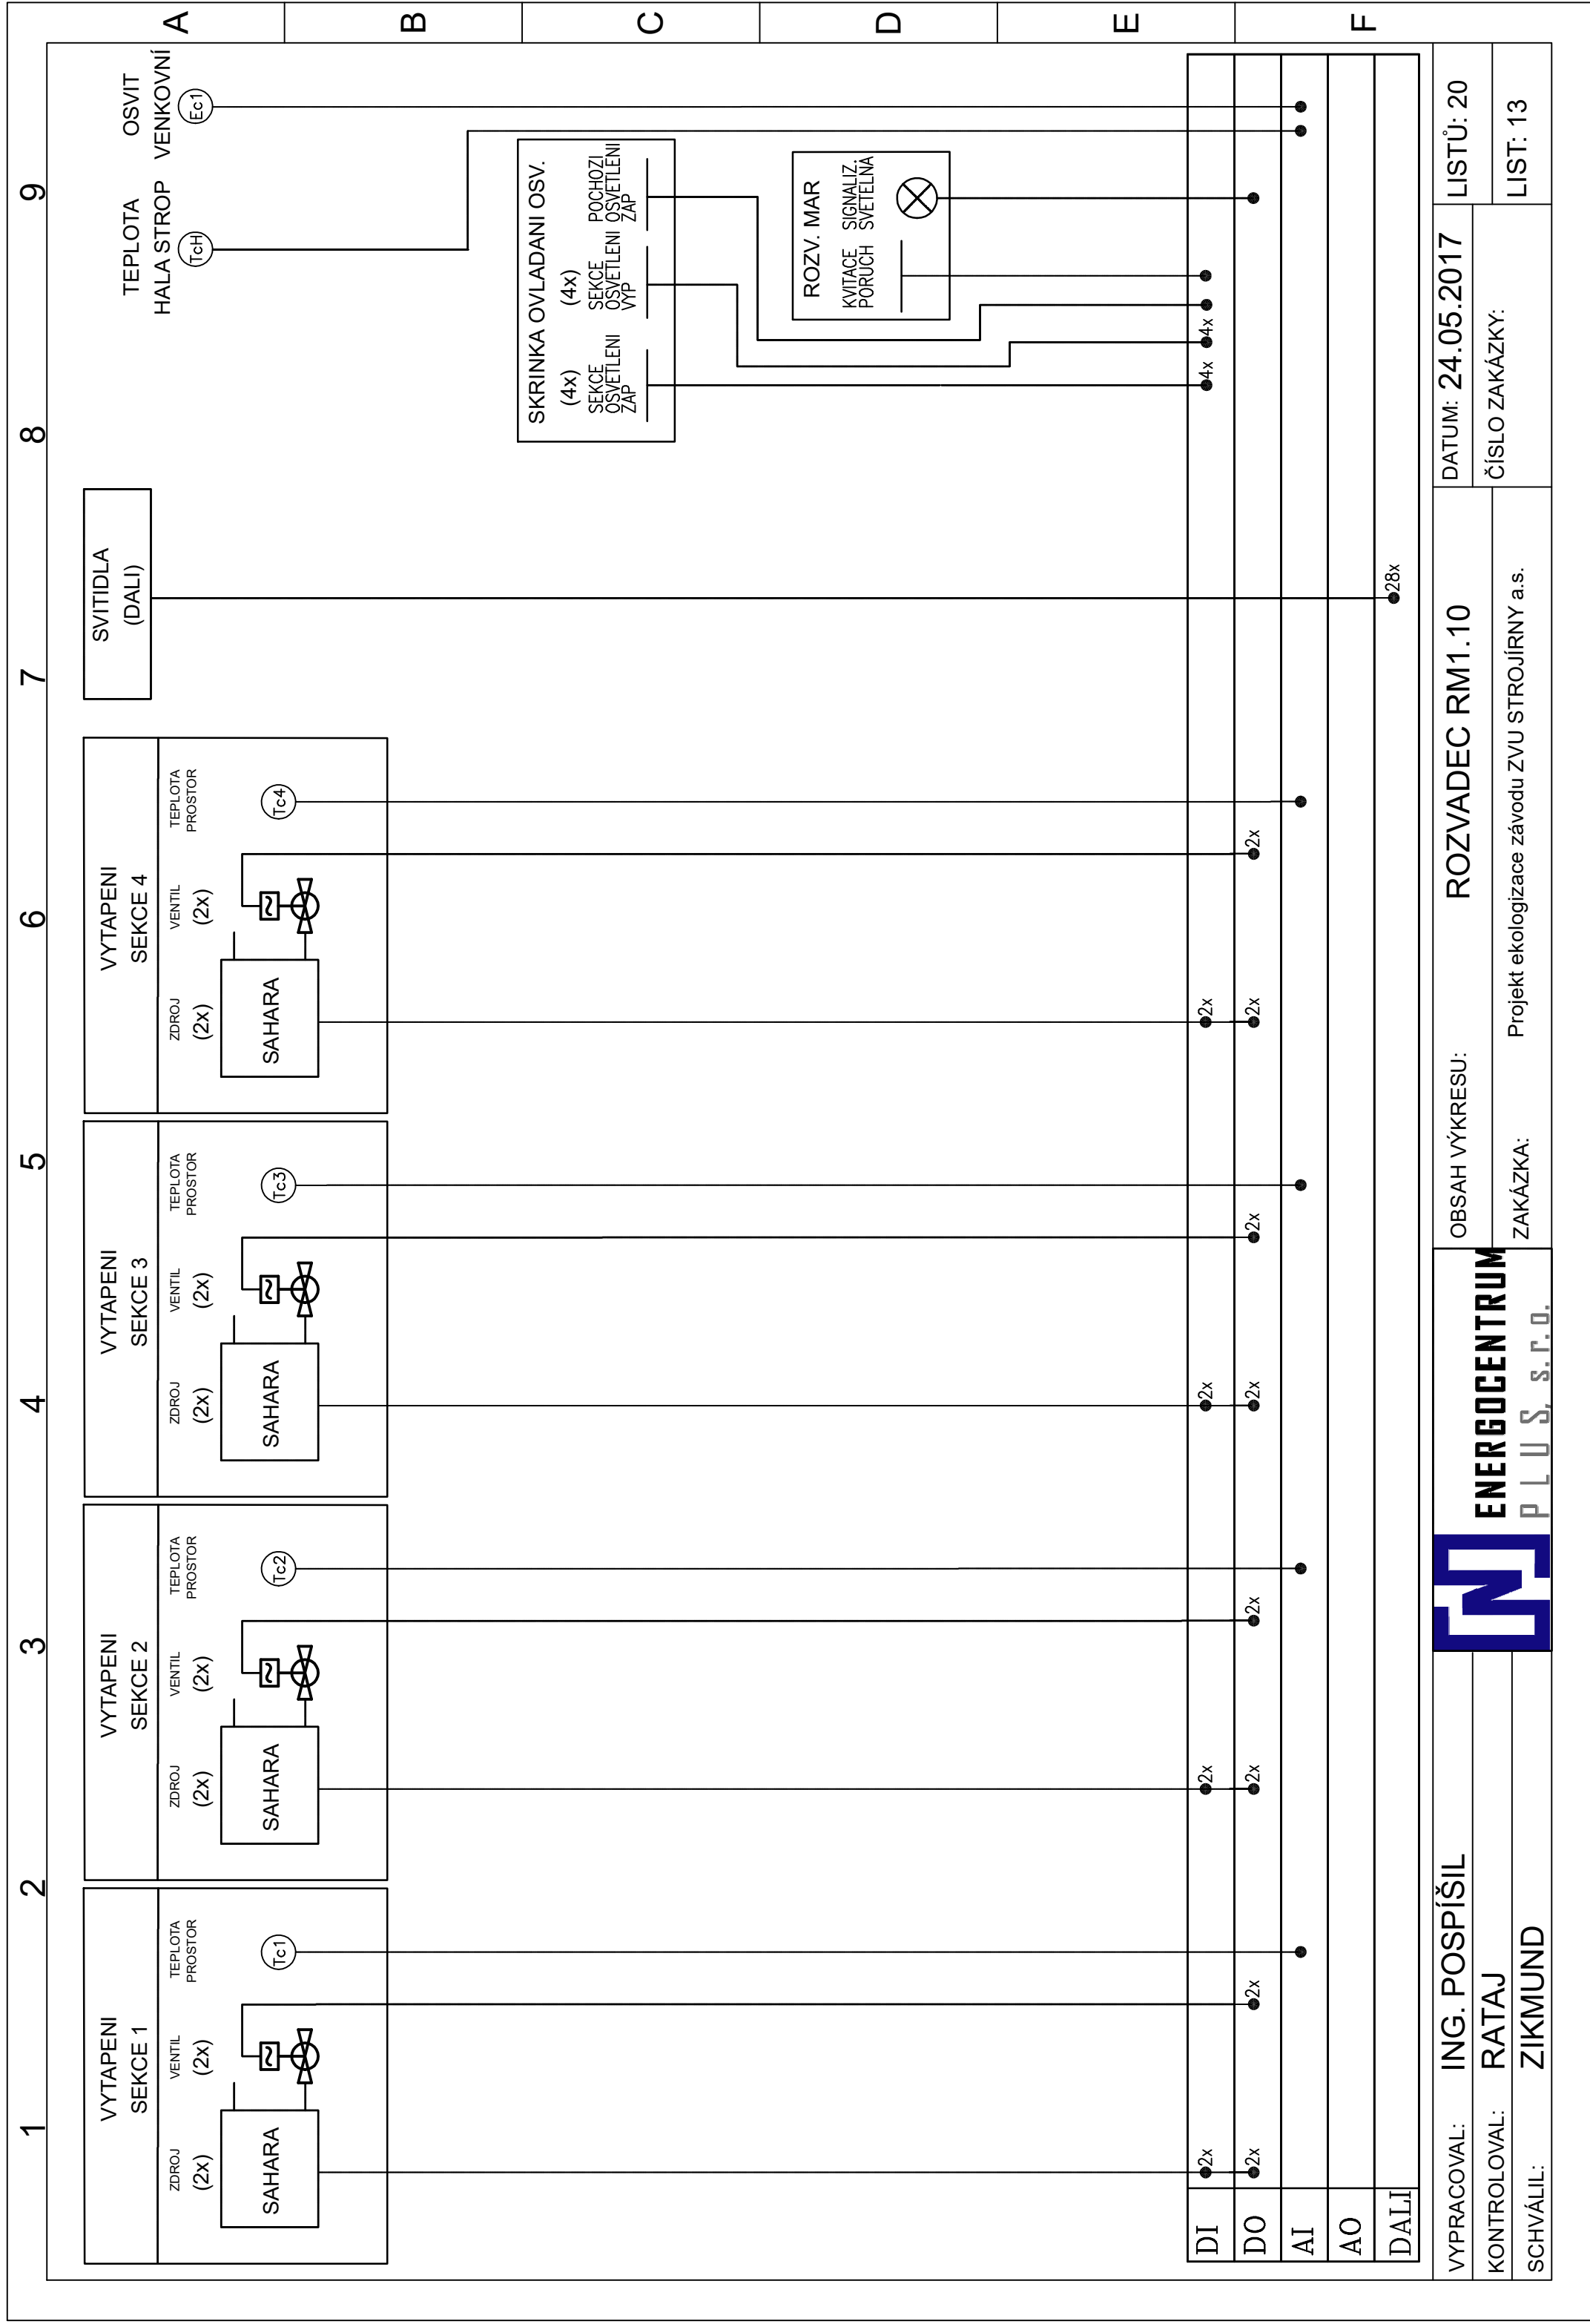 1 2 3 4 5 6 7 8 9
A
B
C
D
E
F
VYTAPENI
SEKCE 1
ZDROJ
(2x)
VENTIL
(2x)
TEPLOTA
PROSTOR
SAHARA
Tc1
VYTAPENI
SEKCE 2
ZDROJ
(2x)
VENTIL
(2x)
TEPLOTA
PROSTOR
SAHARA
Tc2
VYTAPENI
SEKCE 3
ZDROJ
(2x)
VENTIL
(2x)
TEPLOTA
PROSTOR
SAHARA
Tc3
VYTAPENI
SEKCE 4
ZDROJ
(2x)
VENTIL
(2x)
TEPLOTA
PROSTOR
SAHARA
Tc4
SVITIDLA
(DALI)
TEPLOTA
HALA STROP
TcH
OSVIT
VENKOVNÍ
Ec1
SKRINKA OVLADANI OSV.
(4x)
SEKCE
OSVETLENI
ZAP
(4x)
SEKCE
OSVETLENI
VYP
POCHOZI
OSVETLENI
ZAP
ROZV. MAR
KVITACE
PORUCH
SIGNALIZ.
SVETELNA
DI 2x 2x 2x 2x 4x 4x
DO 2x 2x 2x 2x 2x 2x 2x 2x
AI
AO
DALI 28x
VYPRACOVAL: ING. POSPÍŠIL
KONTROLOVAL: RATAJ
SCHVÁLIL: ZIKMUND
ENERGOCENTRUM
PLUS, s.r.o.
OBSAH VÝKRESU: ROZVADEC RM1.10
ZAKÁZKA: Projekt ekologizace závodu ZVU STROJÍRNY a.s.
DATUM: 24.05.2017
ČÍSLO ZAKÁZKY:
LISTŮ: 20
LIST: 13